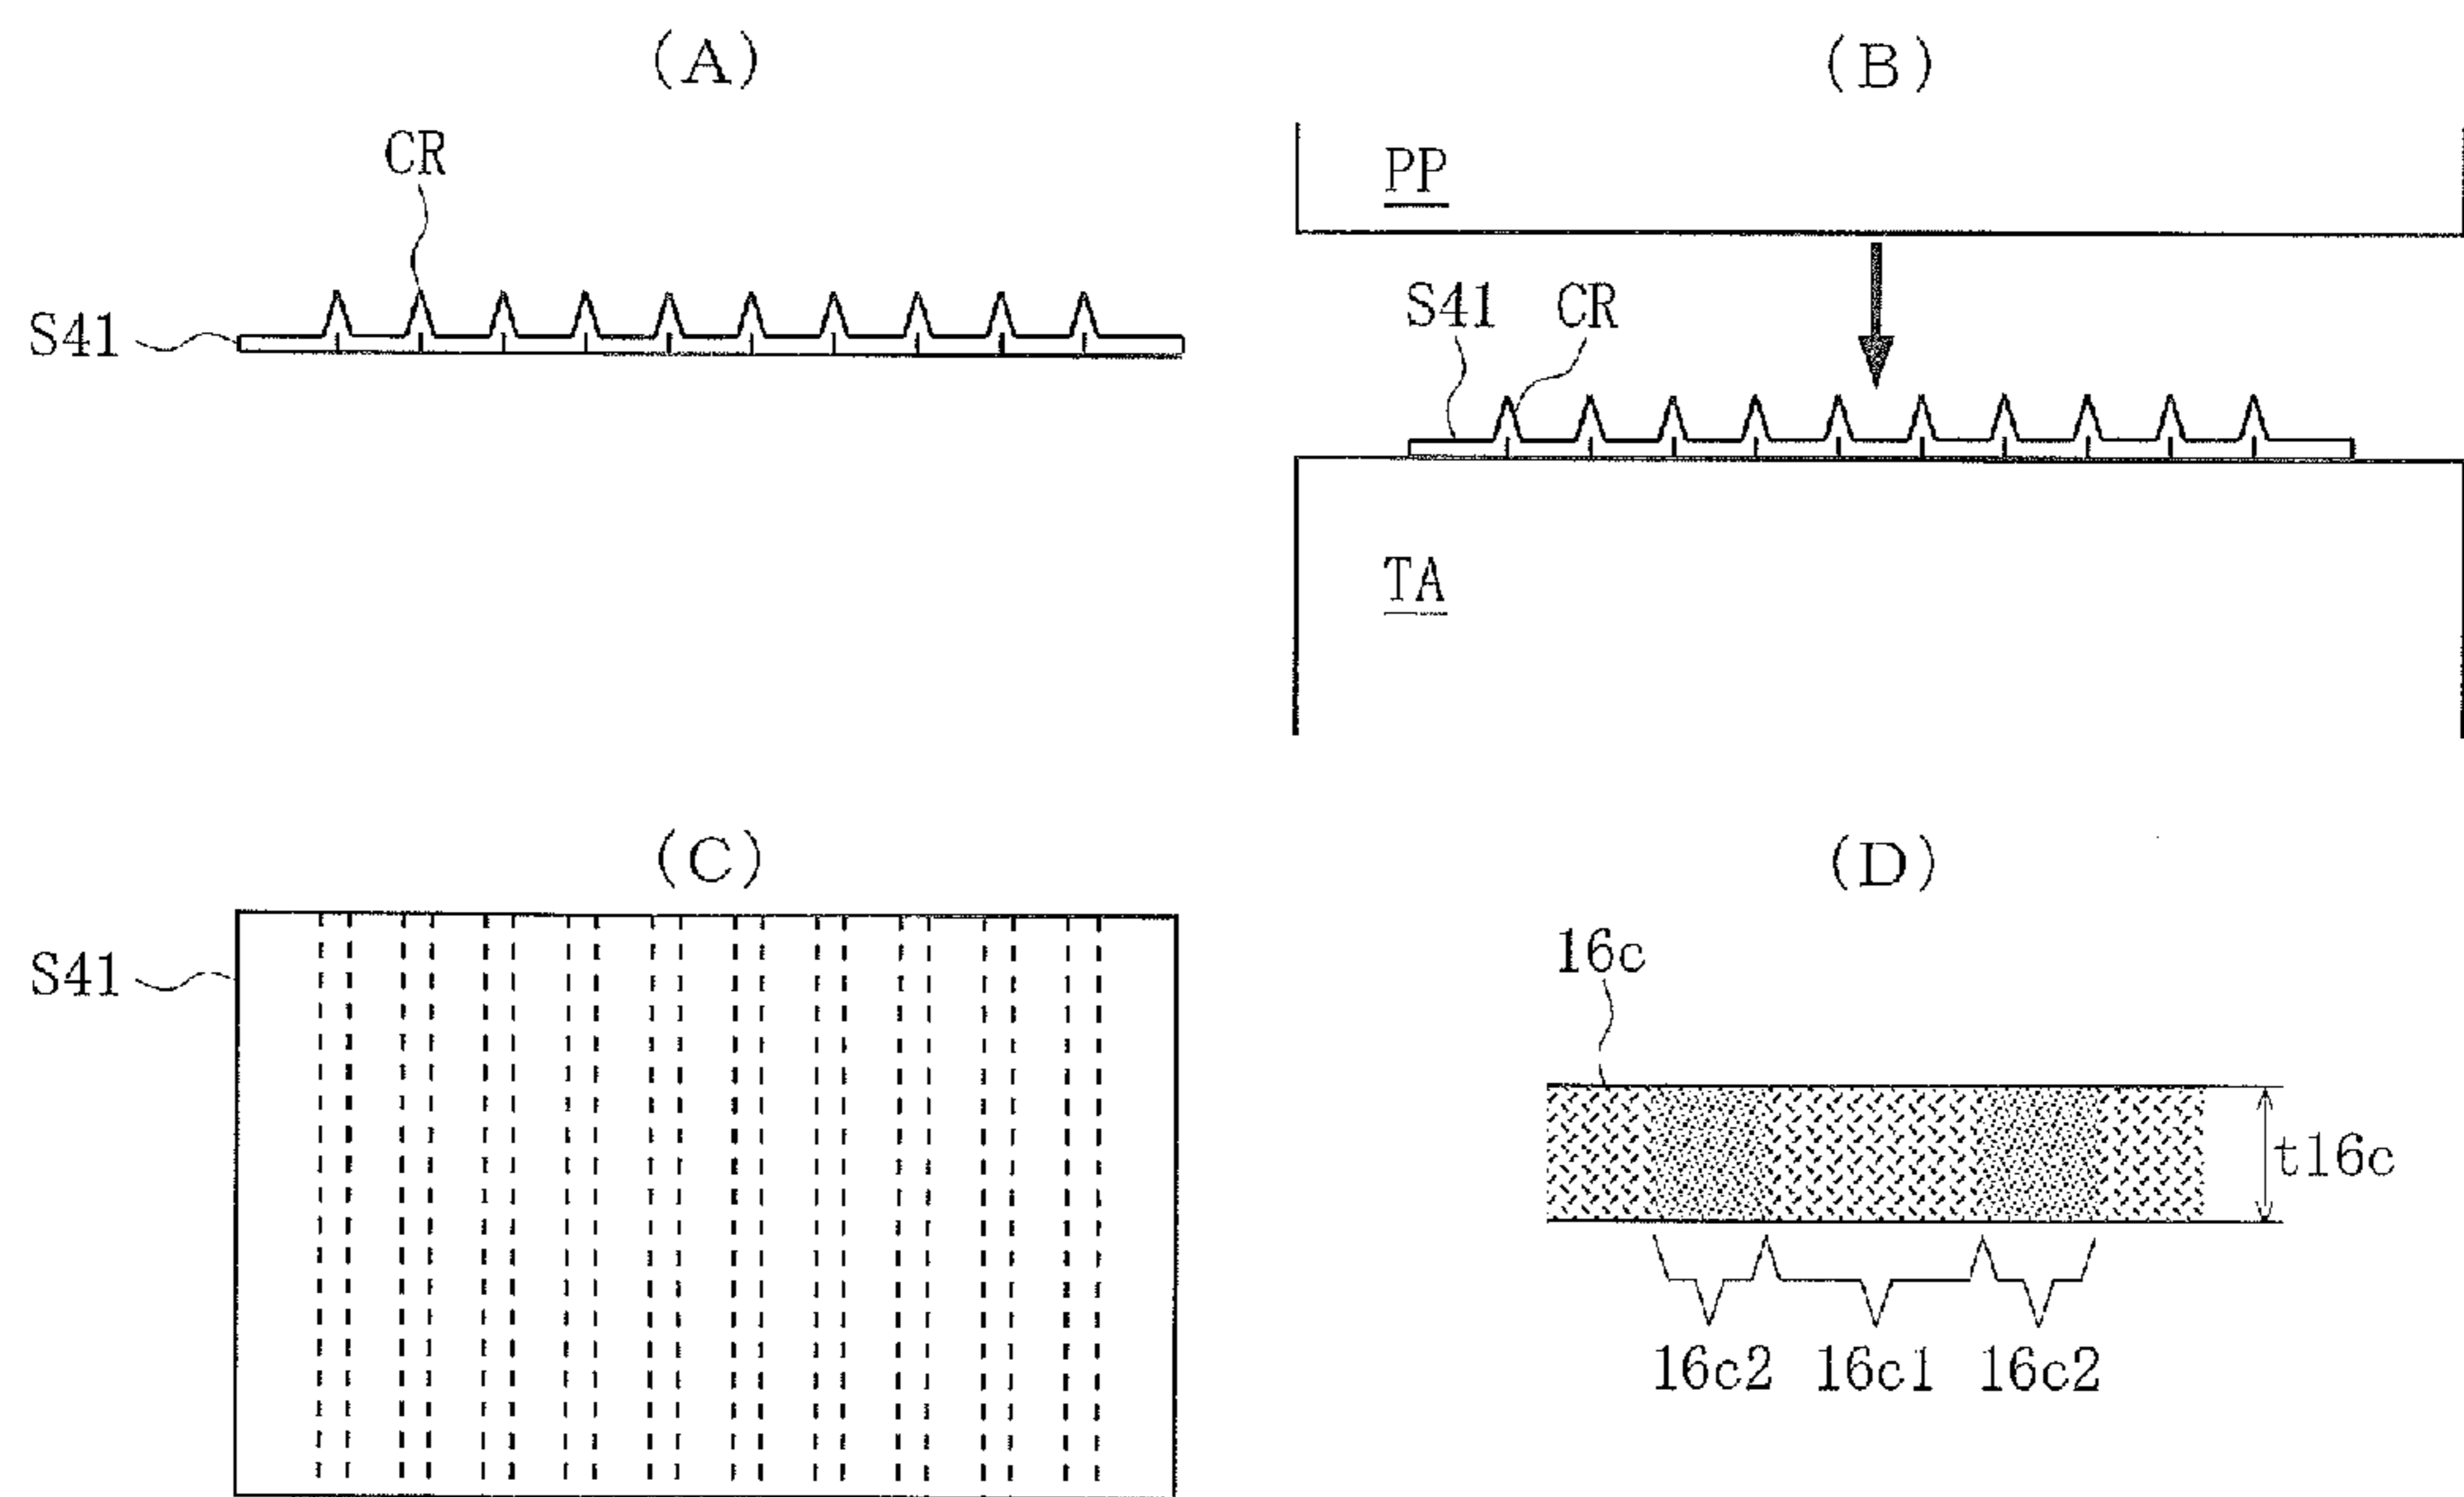 (A)
CR
S41
(B)
PP
S41 CR
TA
(C)
S41
(D)
16c
t16c
16c2 16c1 16c2